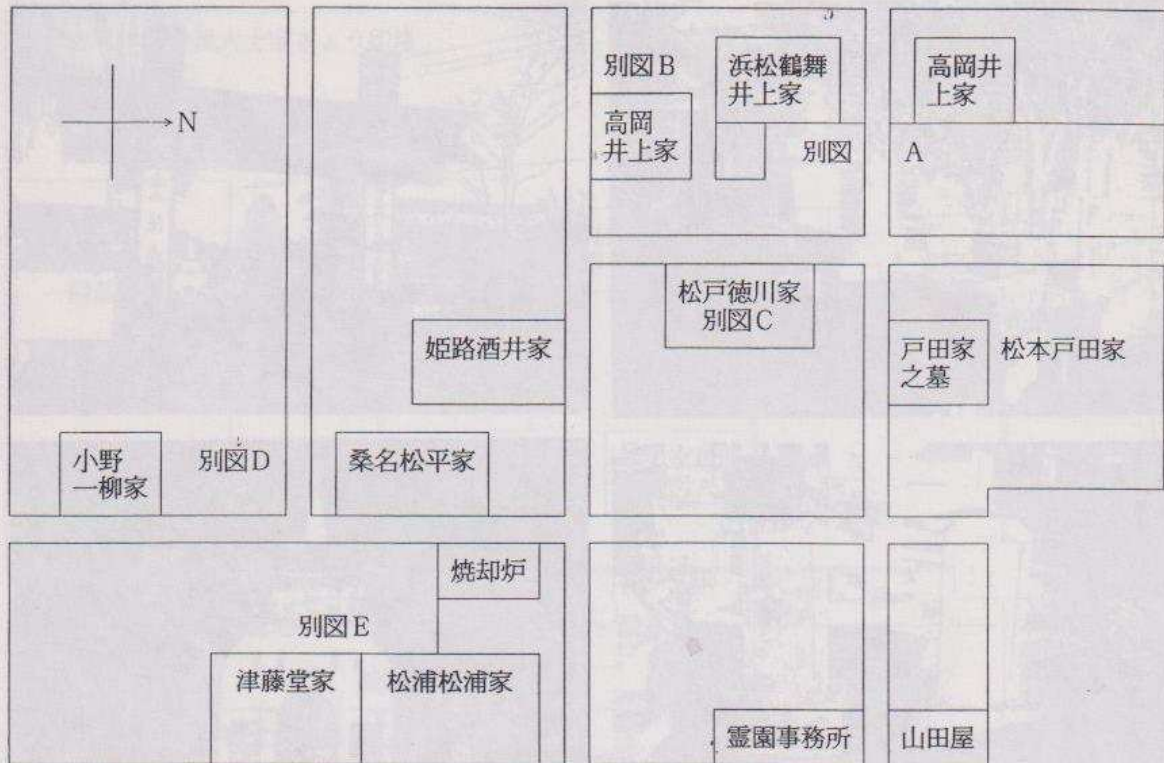 別図B
浜松鶴舞
井上家
高岡井
上家
N
高岡
井上家
別図
A
松戸徳川家
別図C
姫路酒井家
戸田家
之墓
松本戸田家
小野
一柳家
別図D
桑名松平家
焼却炉
別図E
津藤堂家
松浦松浦家
霊園事務所
山田屋